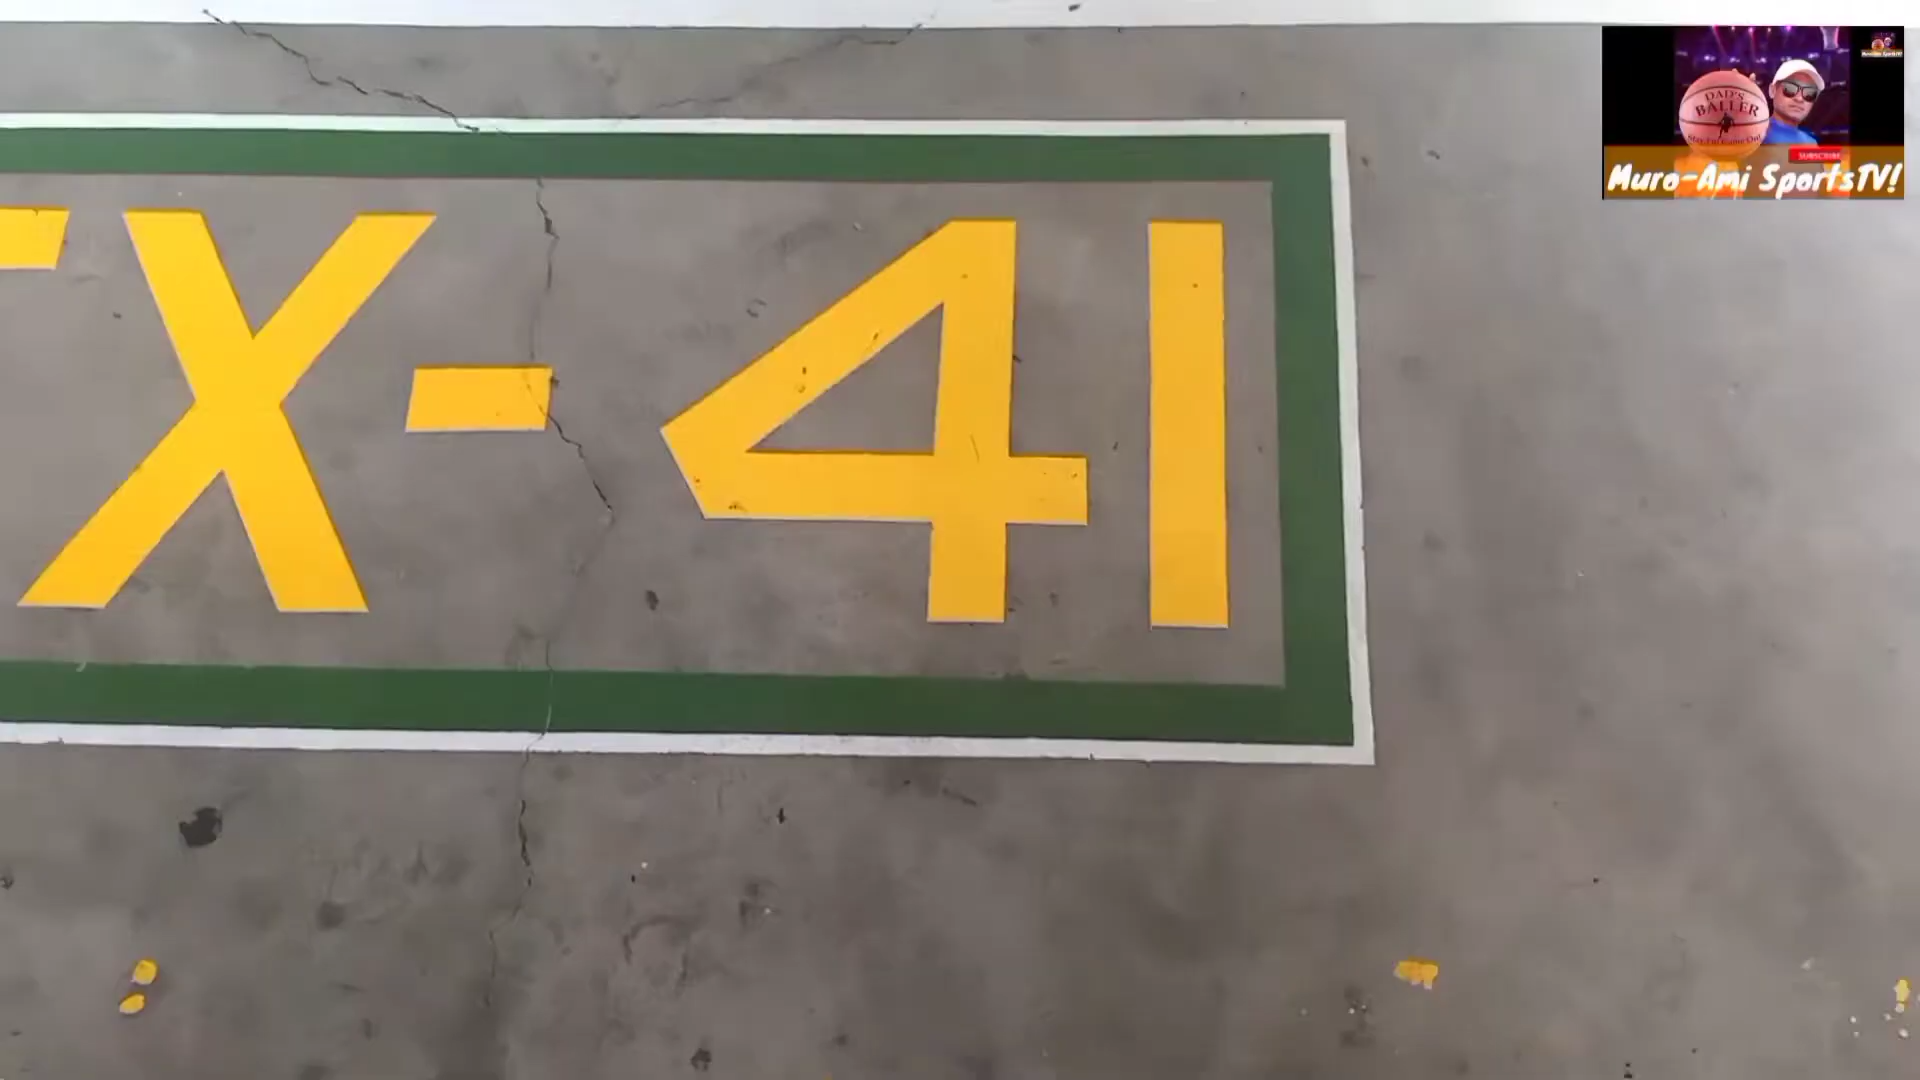 X-41
DAD'S
BALLER
SUBSCRIBE
Muro-Ami SportsTV!